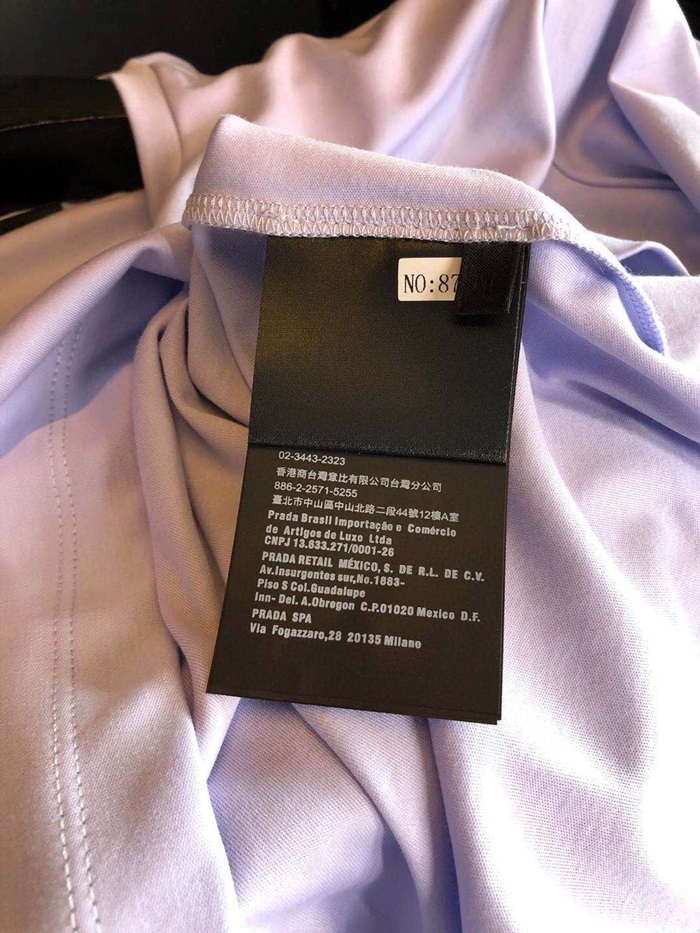 NO:87
02-3443-2323
香港商台灣意比有限公司台灣分公司
886-2-2571-5255
臺北市中山區中山北路二段44號12樓A室
Prada Brasil Importação e Comércio
de Artigos de Luxo Ltda
CNPJ 13.633.271/0001-26
PRADA RETAIL MÉXICO, S. DE R.L. DE C.V.
Av.Insurgentes sur,No.1883-
Piso S Col.Guadalupe
Inn- Del. A.Obregon C.P.01020 Mexico D.F.
PRADA SPA
Via Fogazzaro,28 20135 Milano